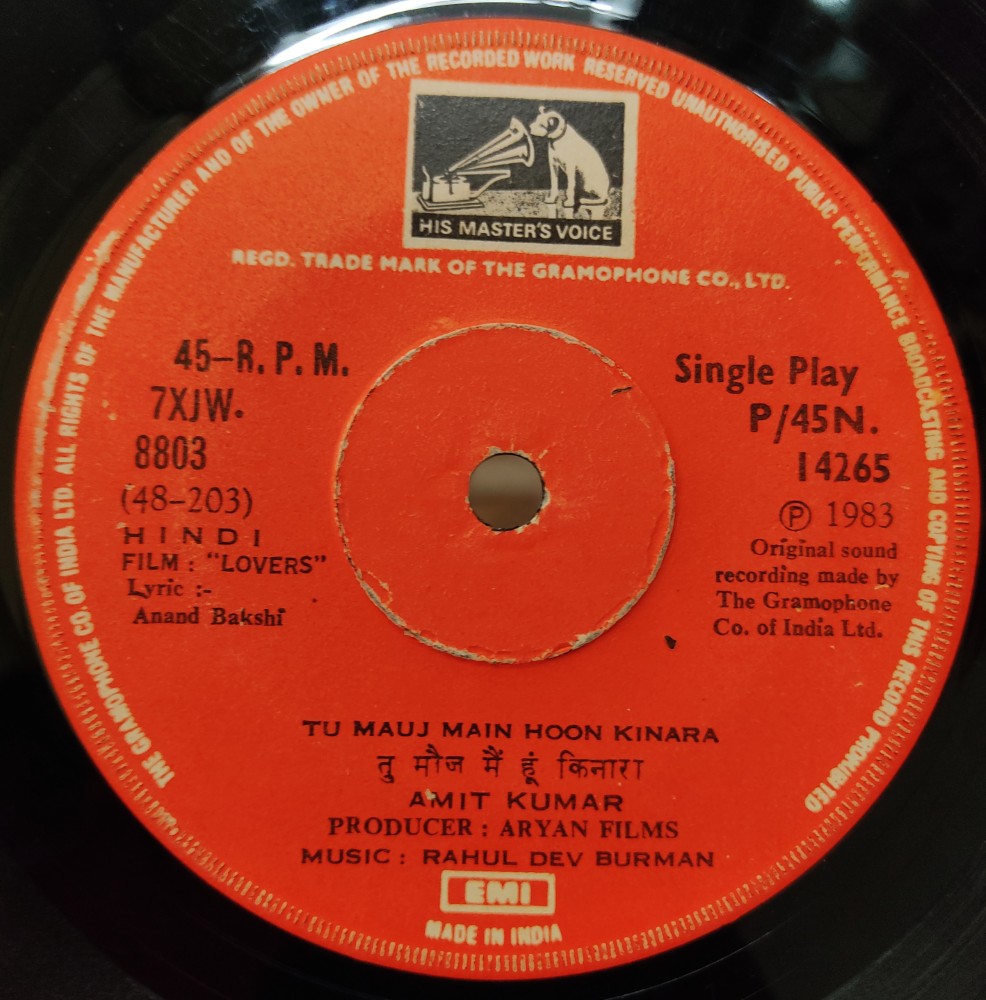 THE GRAMOPHONE CO. OF INDIA LTD. ALL RIGHTS OF THE MANUFACTURER AND OF THE OWNER OF THE RECORDED WORK RESERVED UNAUTHORISED PUBLIC PERFORMANCE BROADCASTING AND COPYING OF THIS RECORD PROHIBITED
HIS MASTER'S VOICE
REGD. TRADE MARK OF THE GRAMOPHONE CO., LTD.
45-R.P.M.
7XJW.
8803
(48-203)
HINDI
FILM : "LOVERS"
Lyric :-
Anand Bakshi
Single Play
P/45N.
14265
Ⓟ 1983
Original sound
recording made by
The Gramophone
Co. of India Ltd.
TU MAUJ MAIN HOON KINARA
तु मौज मैं हूं किनारा
AMIT KUMAR
PRODUCER : ARYAN FILMS
MUSIC : RAHUL DEV BURMAN
EMI
MADE IN INDIA